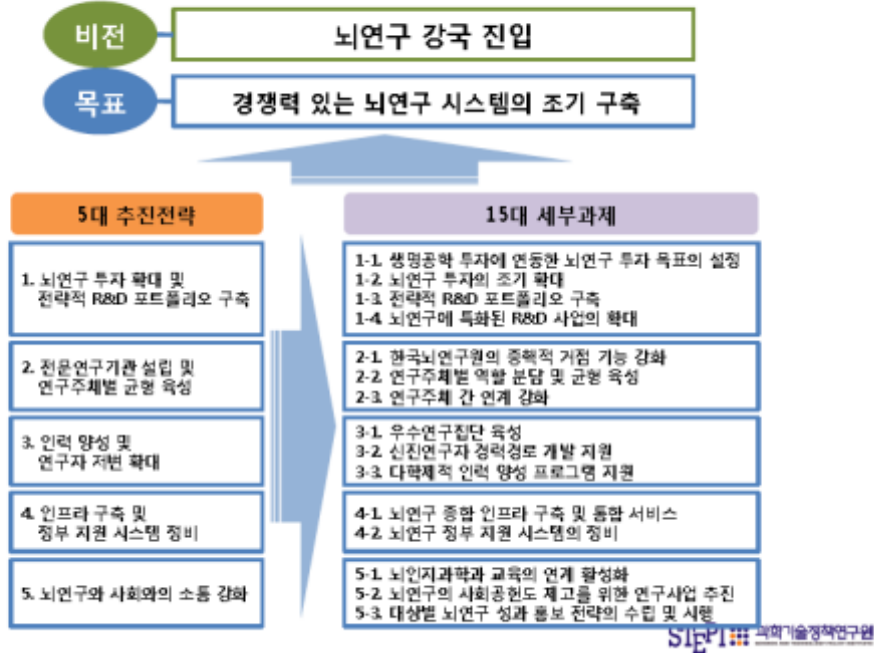 비전
뇌연구 강국 진입
목표
경쟁력 있는 뇌연구 시스템의 조기 구축
5대 추진전략
15대 세부과제
1. 뇌연구 투자 확대 및
전략적 R&D 포트폴리오 구축
1-1. 생명공학 투자에 연동한 뇌연구 투자 목표의 설정
1-2. 뇌연구 투자의 조기 확대
1-3. 전략적 R&D 포트폴리오 구축
1-4. 뇌연구에 특화된 R&D 사업의 확대
2. 전문연구기관 설립 및
연구주체별 균형 육성
2-1. 한국뇌연구원의 중핵적 거점 기능 강화
2-2. 연구주체별 역할 분담 및 균형 육성
2-3. 연구주체 간 연계 강화
3. 인력 양성 및
연구자 저변 확대
3-1. 우수연구집단 육성
3-2. 신진연구자 경력경로 개발 지원
3-3. 다학제적 인력 양성 프로그램 지원
4. 인프라 구축 및
정부 지원 시스템 정비
4-1. 뇌연구 종합 인프라 구축 및 통합 서비스
4-2. 뇌연구 정부 지원 시스템의 정비
5. 뇌연구와 사회와의 소통 강화
5-1. 뇌인지과학과 교육의 연계 활성화
5-2. 뇌연구의 사회공헌도 제고를 위한 연구사업 추진
5-3. 대상별 뇌연구 성과 홍보 전략의 수립 및 시행
STEPI 과학기술정책연구원